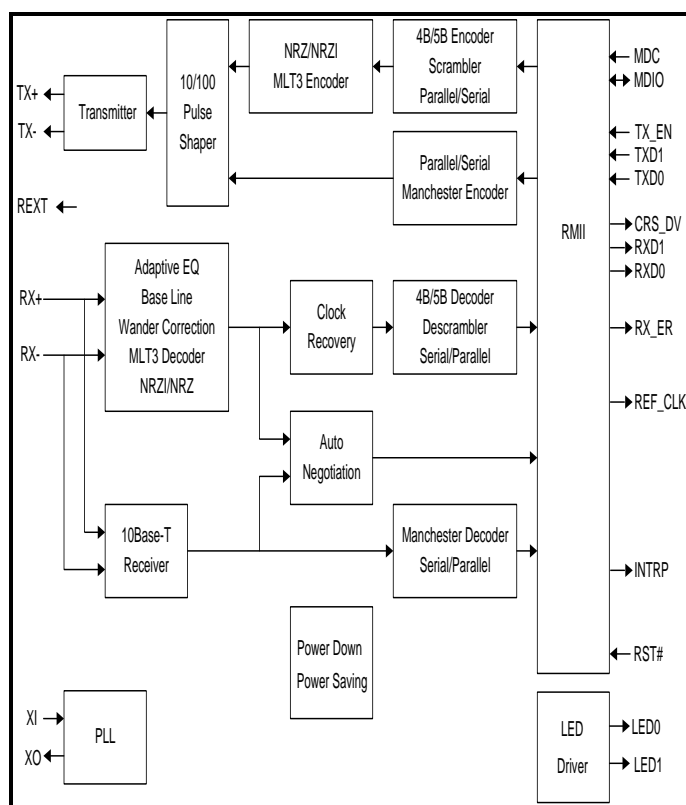 NRZ/NRZI
MLT3 Encoder
4B/5B Encoder
Scrambler
Parallel/Serial
10/100
Pulse
Shaper
Transmitter
TX+
TX-
Parallel/Serial
Manchester Encoder
REXT
RMII
MDC
MDIO
TX_EN
TXD1
TXD0
CRS_DV
RXD1
RXD0
RX_ER
REF_CLK
INTRP
RST#
RX+
RX-
Adaptive EQ
Base Line
Wander Correction
MLT3 Decoder
NRZI/NRZ
Clock
Recovery
4B/5B Decoder
Descrambler
Serial/Parallel
Auto
Negotiation
10Base-T
Receiver
Manchester Decoder
Serial/Parallel
Power Down
Power Saving
XI
XO
PLL
LED
Driver
LED0
LED1